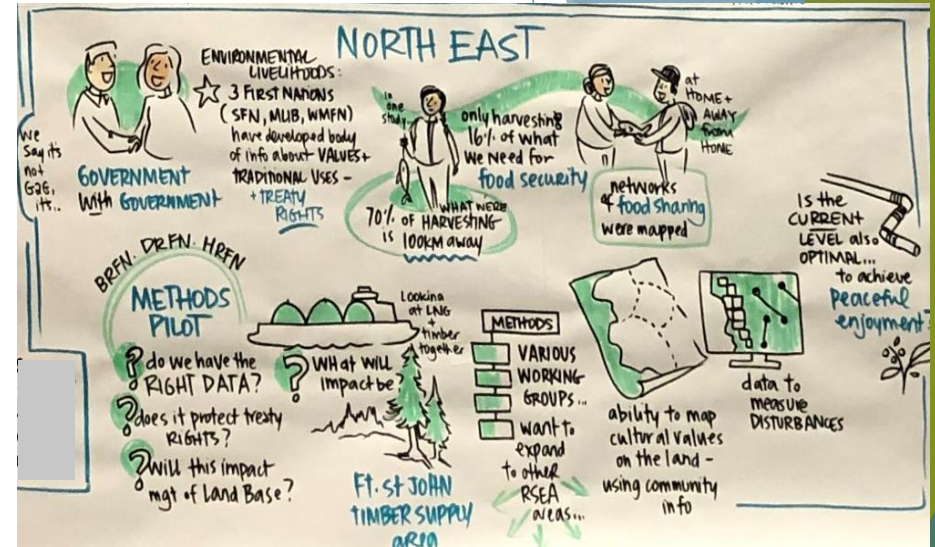 NORTH EAST
we
say it's
not
G2G,
it's..
GOVERNMENT
with GOVERNMENT
ENVIRONMENTAL
LIVELIHOODS:
3 FIRST NATIONS
(SFN, MLIB, WMFN)
have developed body
of info about VALUES +
TRADITIONAL USES -
+ TREATY
RIGHTS
in
one
study..
only harvesting
16% of what
we need for
food security
WHAT WERE
70% of HARVESTING
is 100KM away
at
HOME +
AWAY
from
HOME
networks
of food sharing
were mapped
Is the
CURRENT
LEVEL also
OPTIMAL...
to achieve
peaceful
enjoyment?
BRFN. DRFN. HRFN
METHODS
PILOT
? do we have the
RIGHT DATA?
? does it protect treaty
RIGHTS?
? will this impact
mgt of Land Base?
Looking
at LNG
+
timber
together
? WHAT WILL
impact be?
Ft. St JOHN
TIMBER SUPPLY
area
METHODS
VARIOUS
WORKING
GROUPS...
want to
expand
to other
RSEA
areas...
ability to map
cultural values
on the land -
using community
info
data to
measure
DISTURBANCES